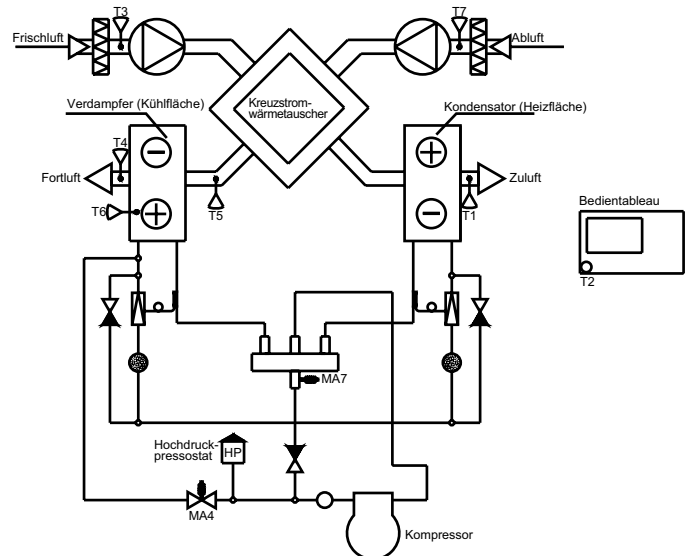 T3
T7
Frischluft
Abluft
Verdampfer (Kühlfläche)
Kreuzstrom-
wärmetauscher
Kondensator (Heizfläche)
T4
Fortluft
Zuluft
T6
T5
T1
Bedientableau
T2
MA7
Hochdruck-
pressostat
HP
MA4
Kompressor